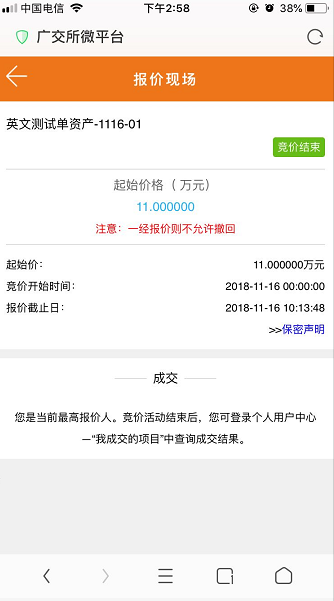 中国电信 下午2:58 38%
广交所微平台
报价现场
英文测试单资产-1116-01
竞价结束
起始价格（万元）
11.000000
注意：一经报价则不允许撤回
起始价： 11.000000万元
竞价开始时间： 2018-11-16 00:00:00
报价截止日： 2018-11-16 10:13:48
>>保密声明
成交
您是当前最高报价人。竞价活动结束后，您可登录个人用户中心
—“我成交的项目”中查询成交结果。